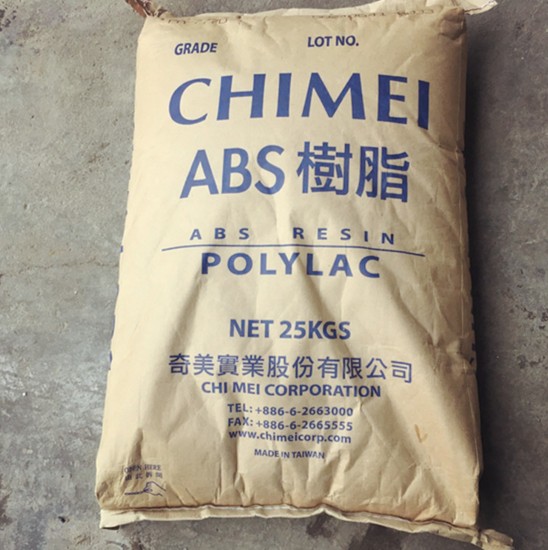 GRADE LOT NO.
CHIMEI
ABS 樹脂
ABS RESIN
POLYLAC
NET 25KGS
奇美實業股份有限公司
CHI MEI CORPORATION
TEL: +886-6-2663000
FAX: +886-6-2665555
www.chimeicorp.com
MADE IN TAIWAN
OPEN HERE